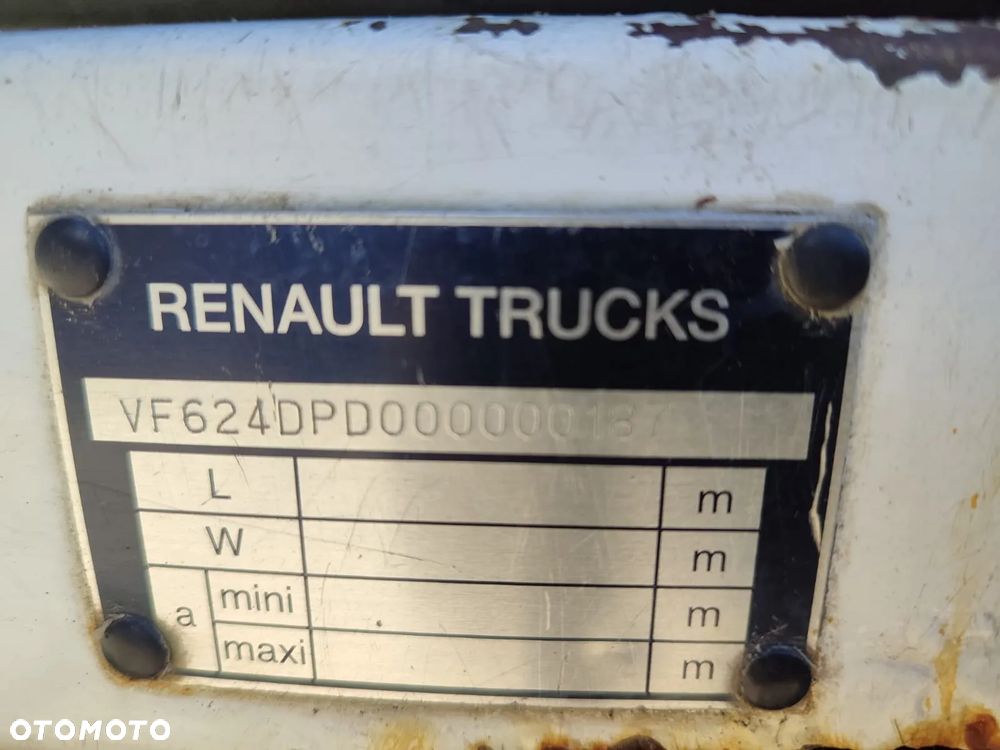 RENAULT TRUCKS
VF624DPD000000187
L m
W m
a mini m
maxi m
OTOMOTO